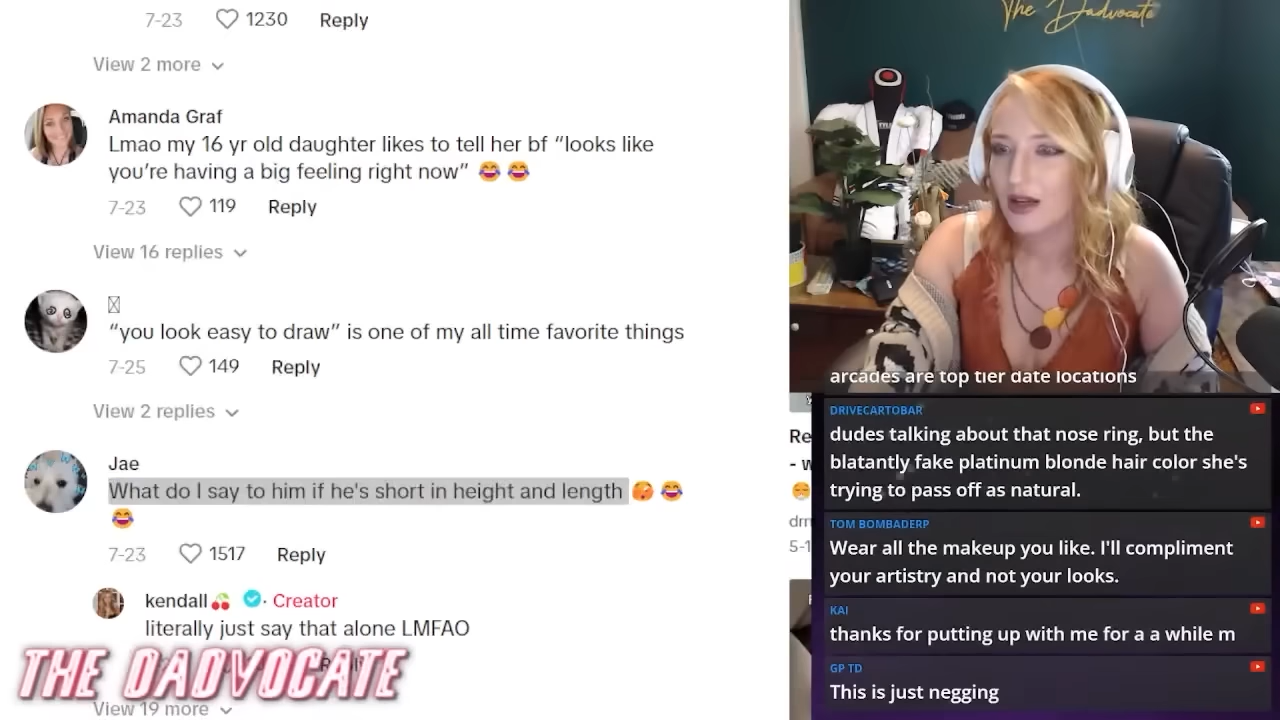 7-23 1230 Reply
View 2 more
Amanda Graf
Lmao my 16 yr old daughter likes to tell her bf “looks like
you’re having a big feeling right now” 😂 😂
7-23 119 Reply
View 16 replies
“you look easy to draw” is one of my all time favorite things
7-25 149 Reply
View 2 replies
Jae
What do I say to him if he's short in height and length 🫣 😂
😂
7-23 1517 Reply
kendall🍒 · Creator
literally just say that alone LMFAO
THE DADVOCATE
View 19 more
The Dadvocate
arcades are top tier date locations
DRIVECARTOBAR
dudes talking about that nose ring, but the
blatantly fake platinum blonde hair color she's
trying to pass off as natural.
TOM BOMBADERP
Wear all the makeup you like. I'll compliment
your artistry and not your looks.
KAI
thanks for putting up with me for a a while m
GP TD
This is just negging
Re
- w
drn
5-1